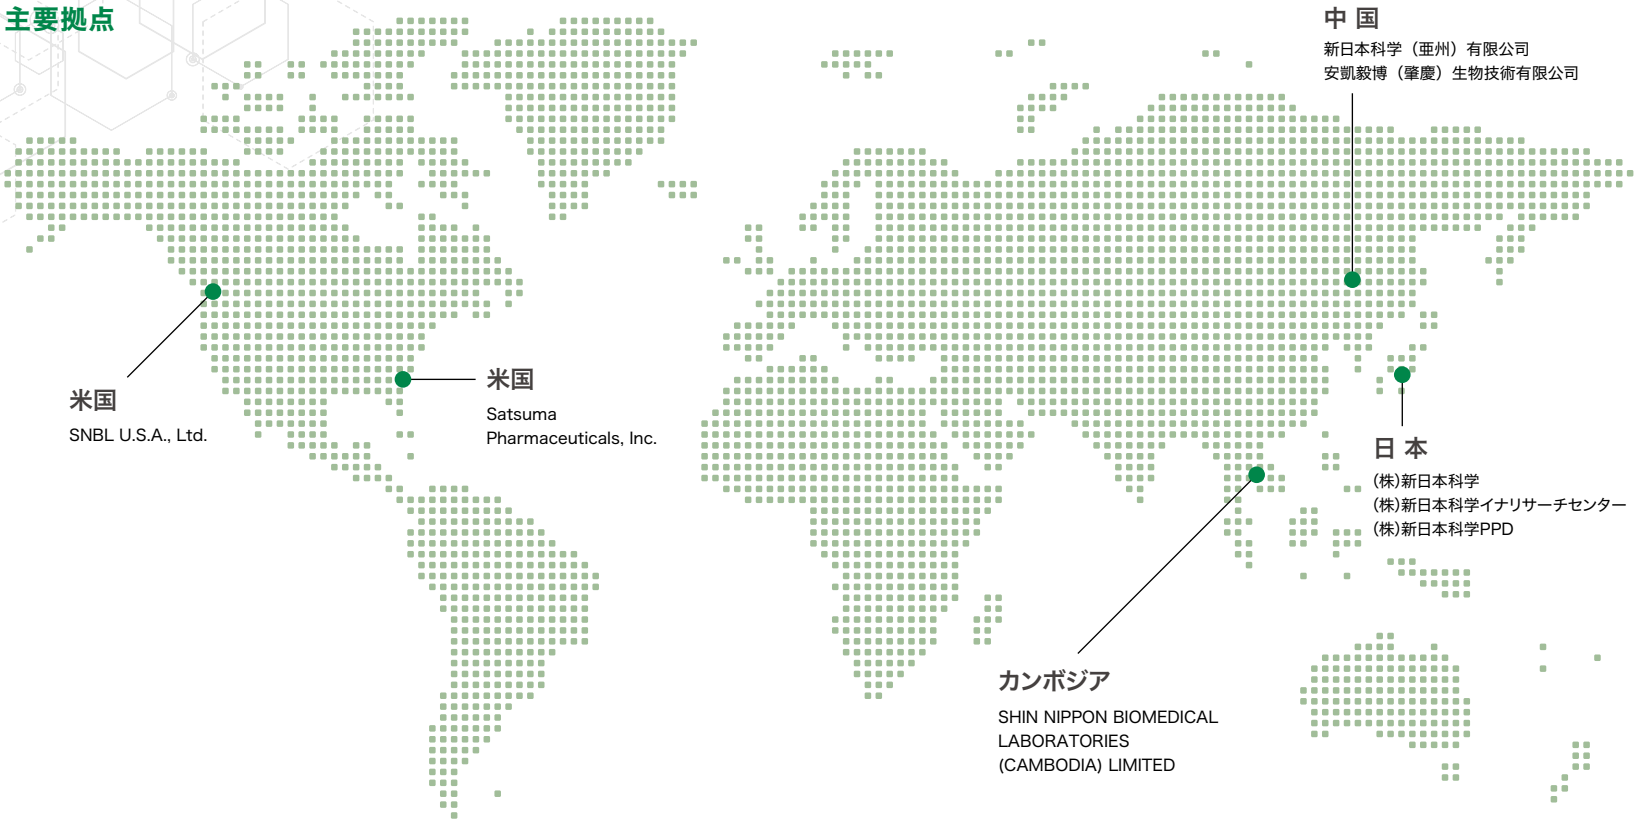 主要拠点
中 国
新日本科学（亜州）有限公司
安凱毅博（肇慶）生物技術有限公司
米国
SNBL U.S.A., Ltd.
米国
Satsuma
Pharmaceuticals, Inc.
日 本
(株)新日本科学
(株)新日本科学イナリサーチセンター
(株)新日本科学PPD
カンボジア
SHIN NIPPON BIOMEDICAL
LABORATORIES
(CAMBODIA) LIMITED